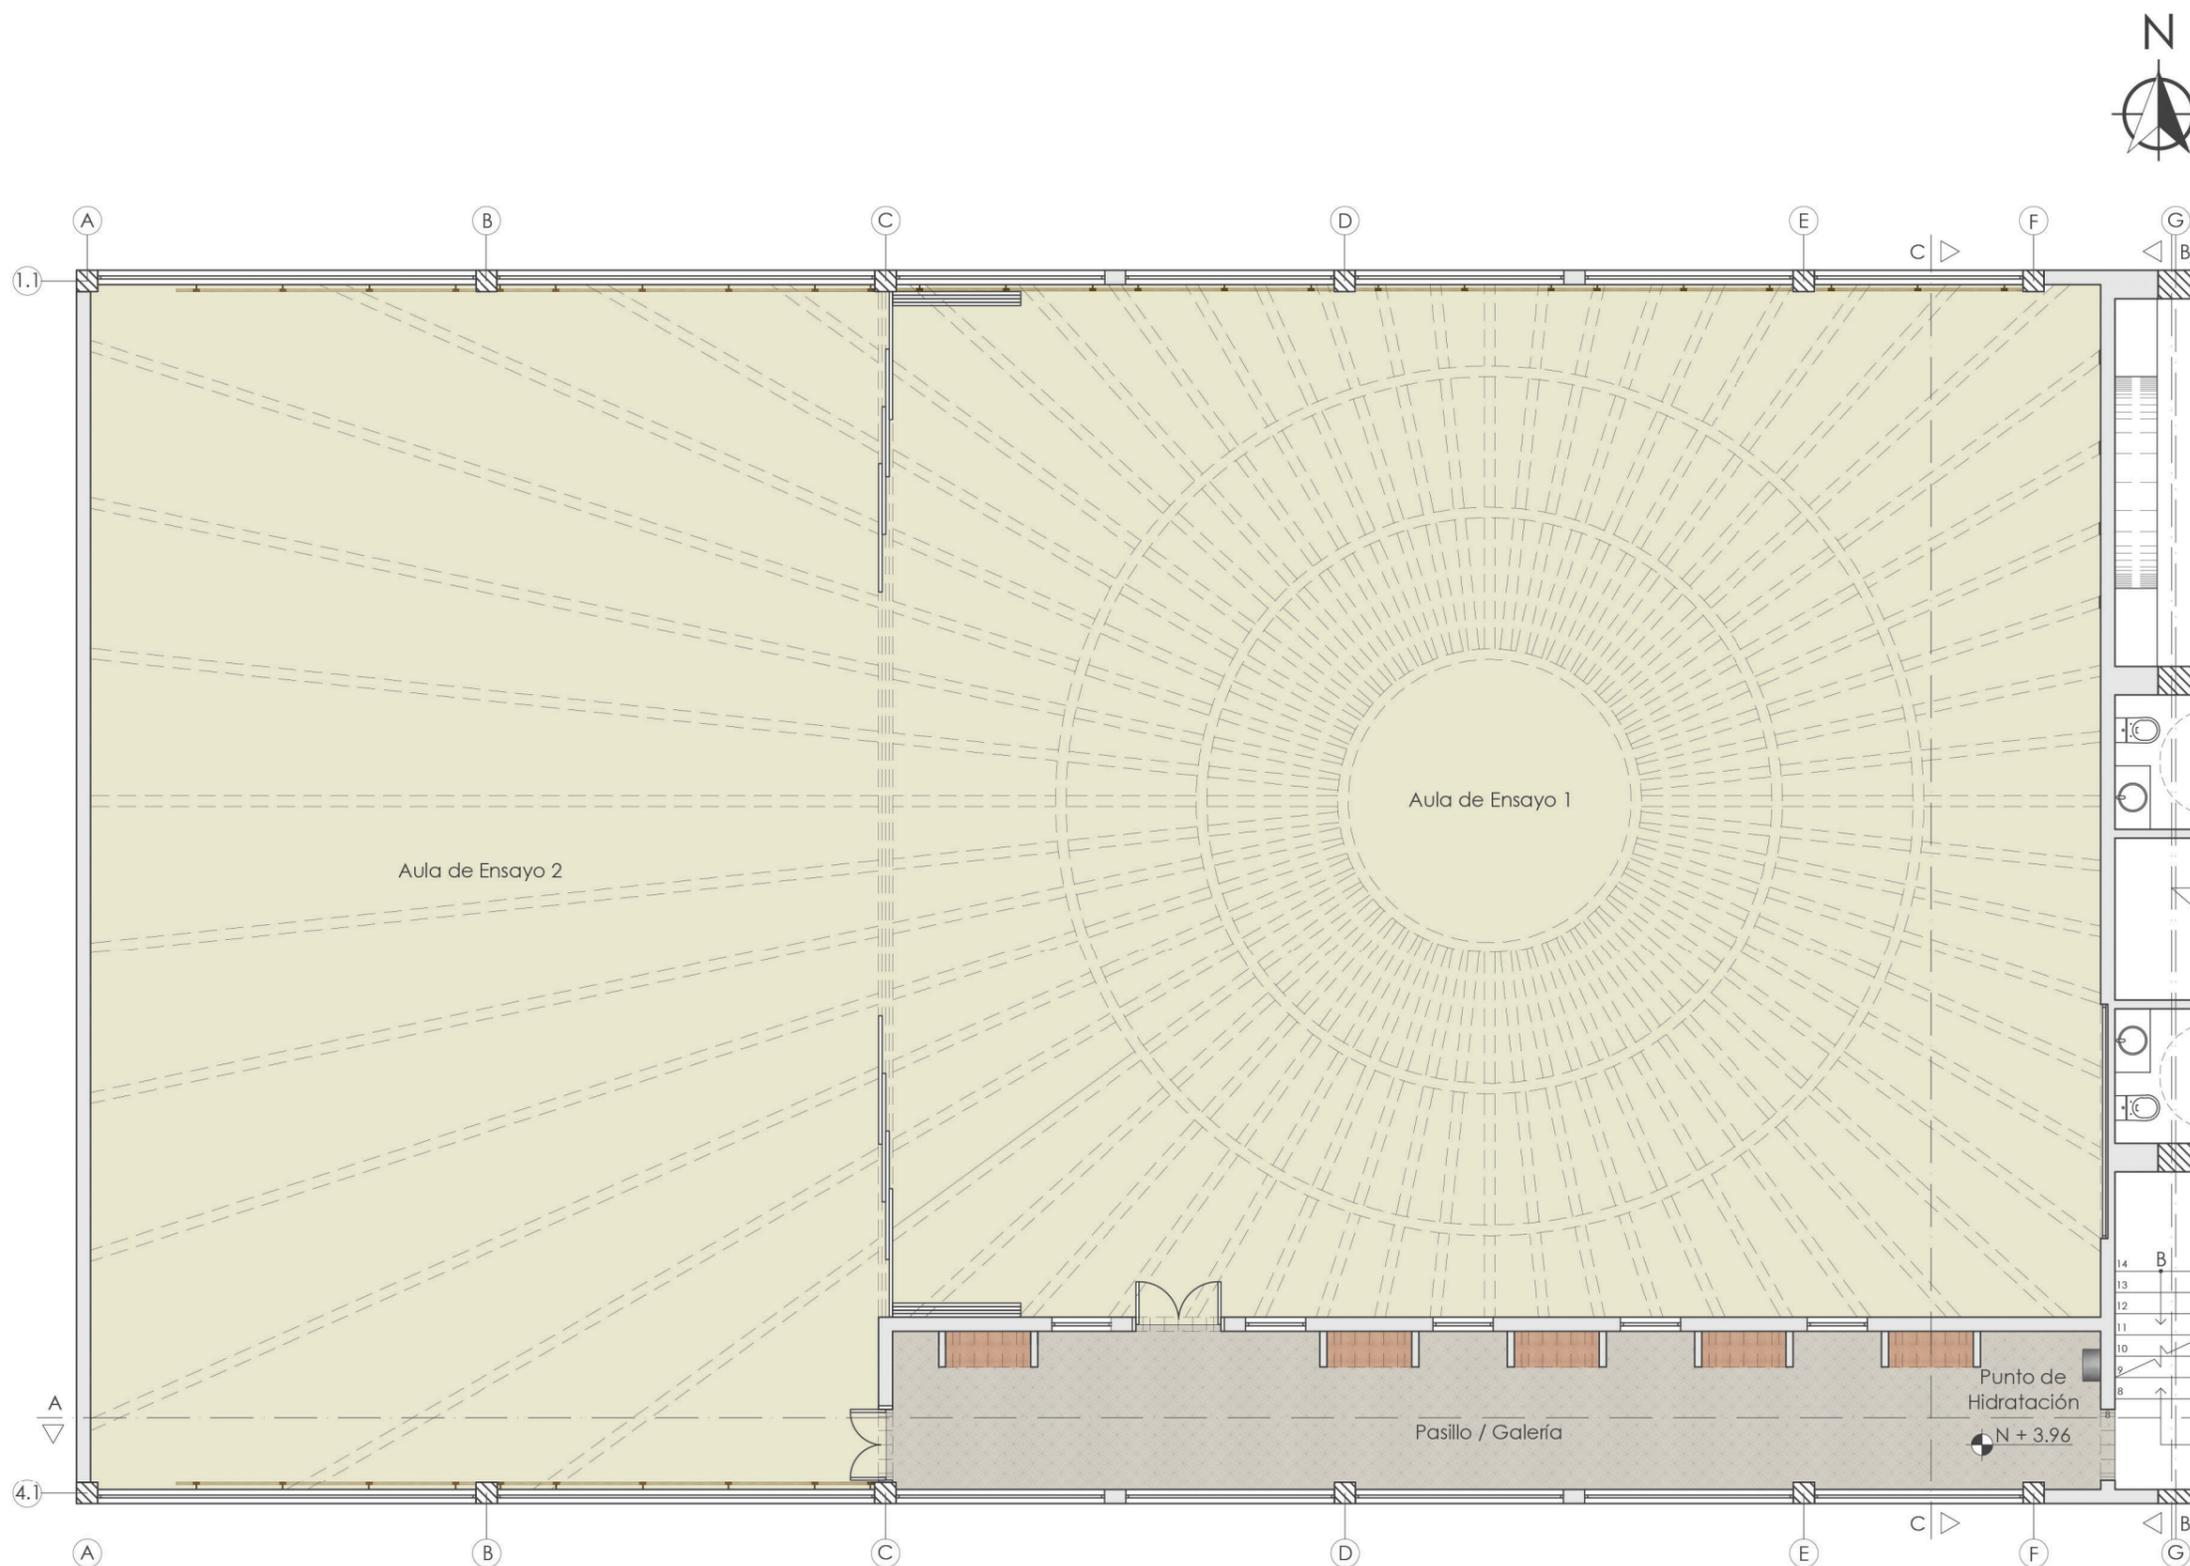 N
A B C D E F G
C B
1.1
Aula de Ensayo 1
Aula de Ensayo 2
B
14
13
12
11
10
9
8
Punto de
Hidratación
A
8
Pasillo / Galería
N + 3.96
4.1
C B
A B C D E F G